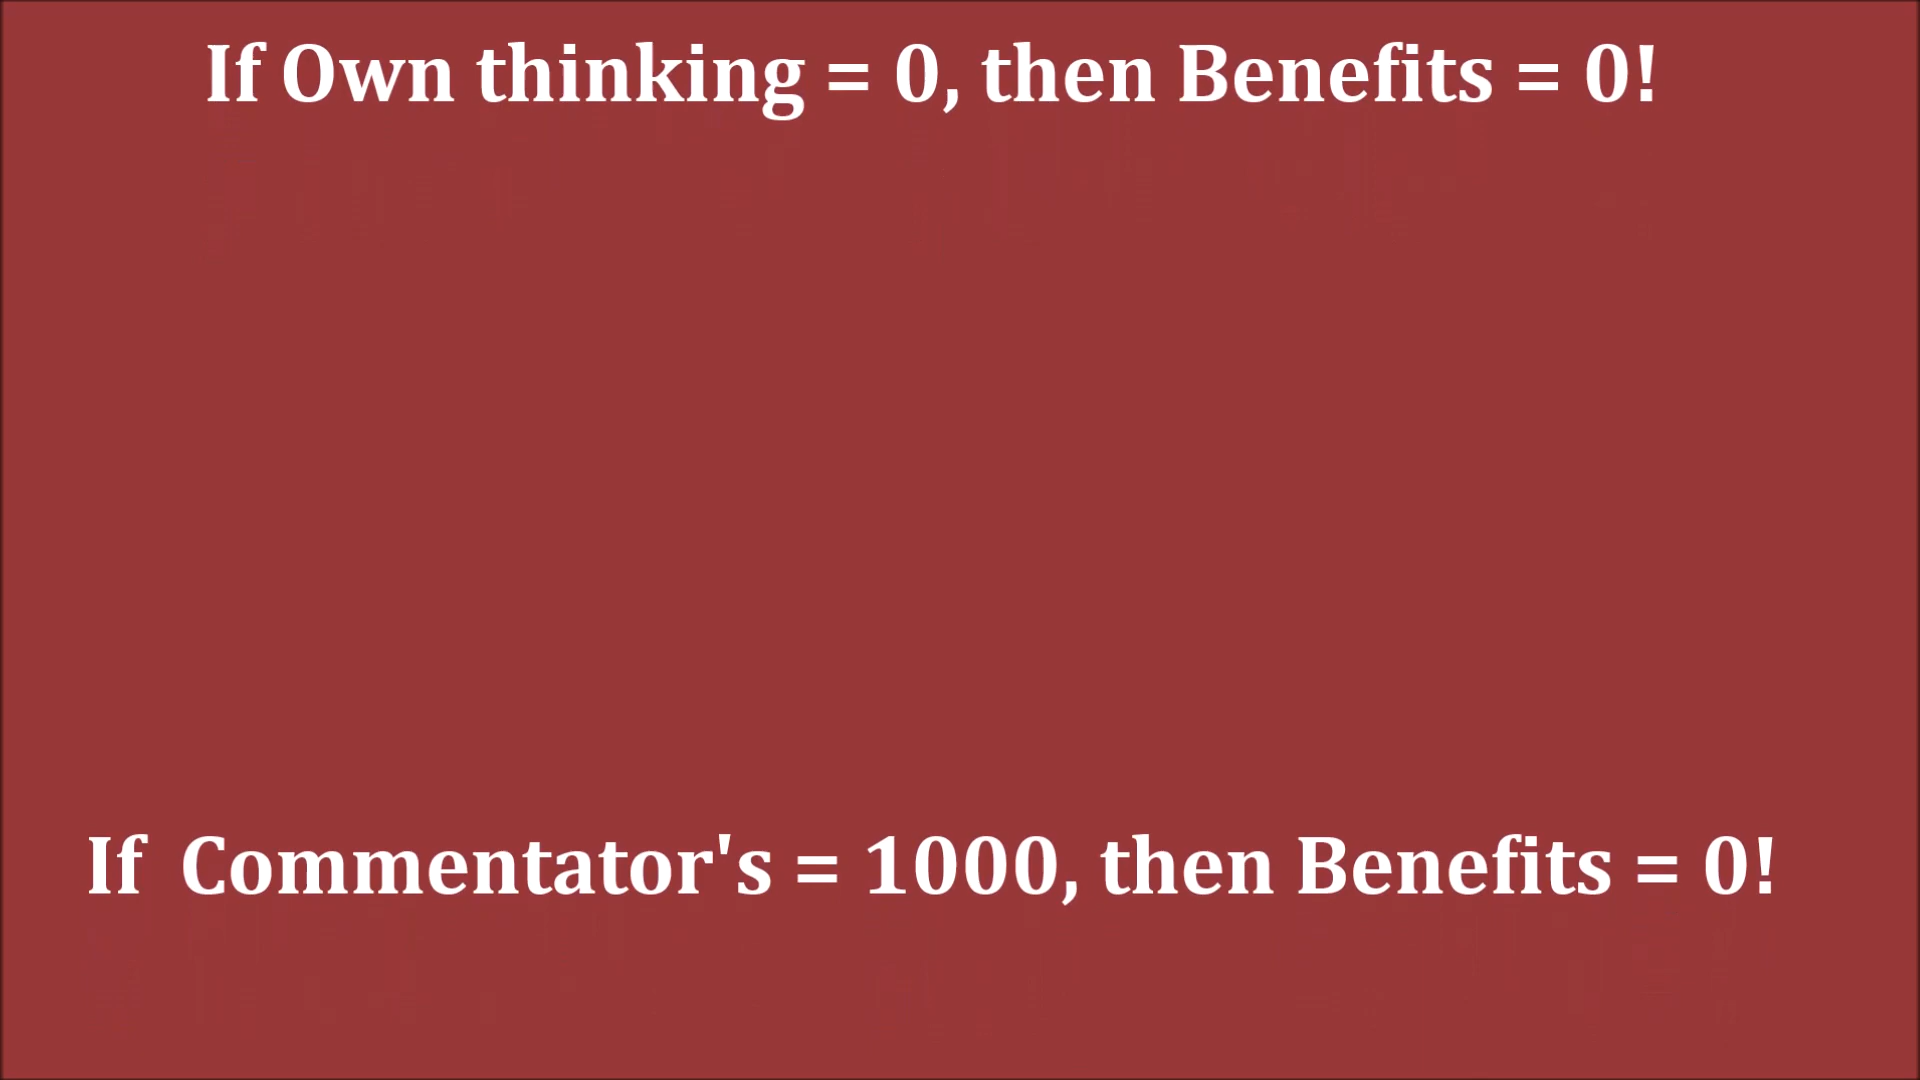 If Own thinking = 0, then Benefits = 0!
If  Commentator's = 1000, then Benefits = 0!